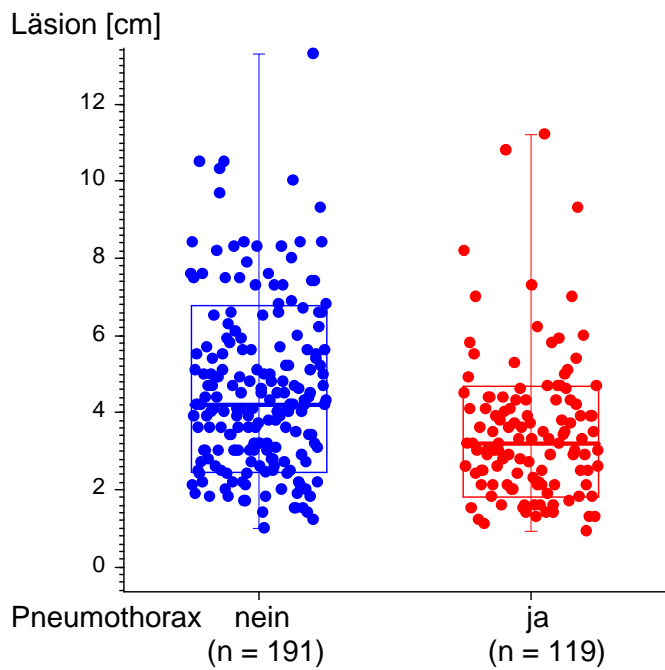 Läsion [cm]
12
10
8
6
4
2
0
Pneumothorax nein ja
(n = 191) (n = 119)